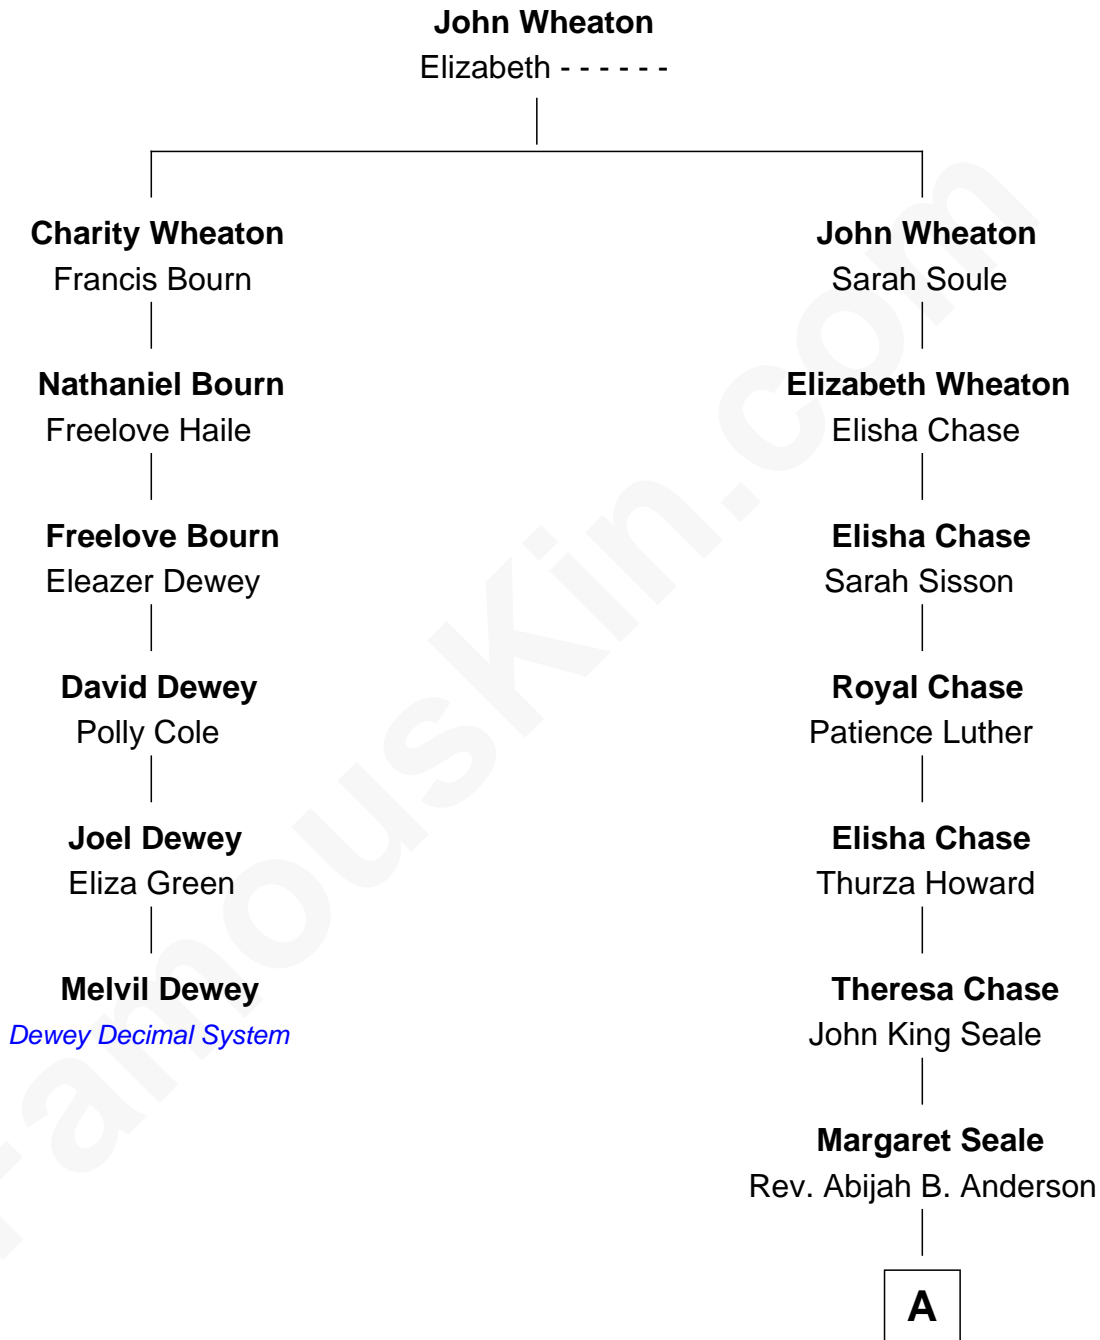 John Wheaton
Elizabeth - - - - - -
Charity Wheaton
Francis Bourn
John Wheaton
Sarah Soule
Nathaniel Bourn
Freelove Haile
Elizabeth Wheaton
Elisha Chase
Freelove Bourn
Eleazer Dewey
Elisha Chase
Sarah Sisson
David Dewey
Polly Cole
Royal Chase
Patience Luther
Joel Dewey
Eliza Green
Elisha Chase
Thurza Howard
Melvil Dewey
Dewey Decimal System
Theresa Chase
John King Seale
Margaret Seale
Rev. Abijah B. Anderson
A
FamousKin.com